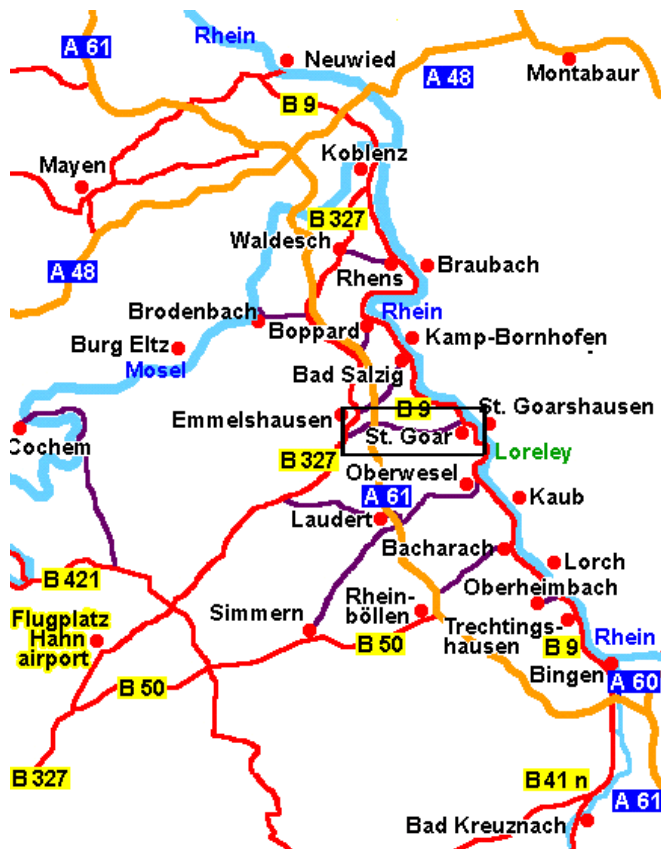 Rhein
A 61
Neuwied
A 48
Montabaur
B 9
Koblenz
Mayen
B 327
Waldesch
A 48
Rhens
Braubach
Brodenbach
Rhein
Boppard
Kamp-Bornhofen
Burg Eltz
Mosel
Bad Salzig
B 9
St. Goarshausen
Emmelshausen
Cochem
St. Goar
Loreley
B 327
Oberwesel
A 61
Kaub
Laudert
Bacharach
Lorch
B 421
Oberheimbach
Flugplatz
Hahn
airport
Simmern
Rhein-
böllen
Trechtings-
hausen
B 9
Rhein
B 50
Bingen
A 60
B 50
B 327
B 41 n
A 61
Bad Kreuznach